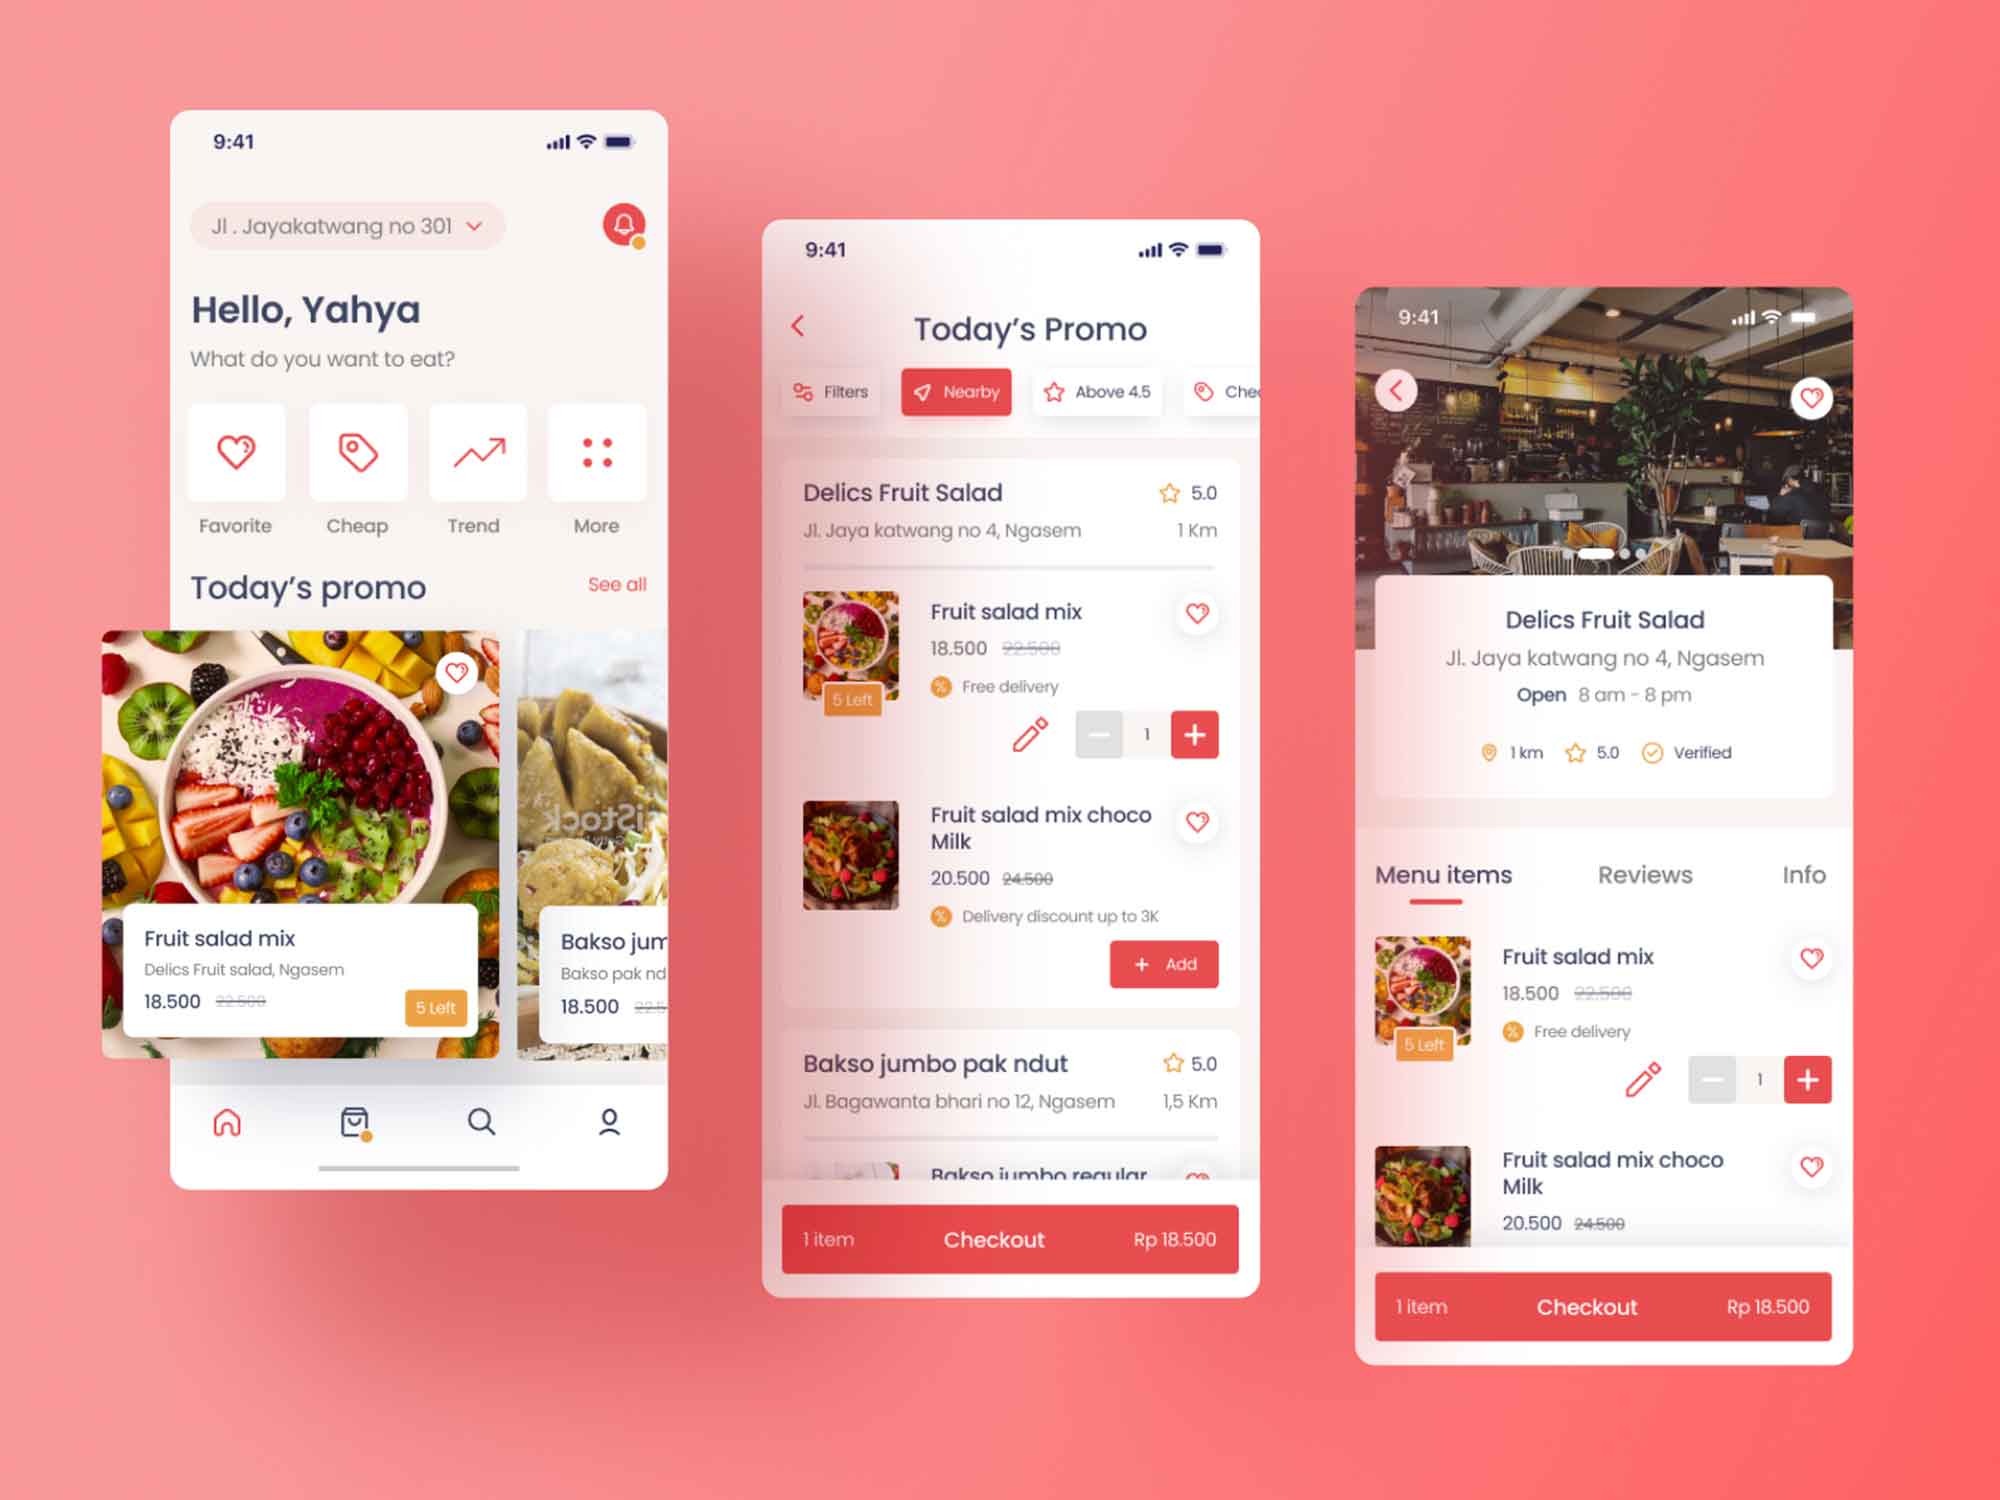 9:41
Jl . Jayakatwang no 301
Hello, Yahya
What do you want to eat?
Favorite
Cheap
Trend
More
Today's promo
See all
Fruit salad mix
Delics Fruit salad, Ngasem
18.500 22.500
5 Left
Bakso jum
Bakso pak nd
18.500 22.5
9:41
Today's Promo
Filters
Nearby
Above 4.5
Chea
Delics Fruit Salad
5.0
Jl. Jaya katwang no 4, Ngasem
1 Km
Fruit salad mix
18.500 22.500
5 Left
Free delivery
1
Fruit salad mix choco
Milk
20.500 24.500
Delivery discount up to 3K
Add
Bakso jumbo pak ndut
5.0
Jl. Bagawanta bhari no 12, Ngasem
1,5 Km
Bakso jumbo regular
1 item
Checkout
Rp 18.500
9:41
Delics Fruit Salad
Jl. Jaya katwang no 4, Ngasem
Open 8 am - 8 pm
1 km
5.0
Verified
Menu items
Reviews
Info
Fruit salad mix
18.500 22.500
Free delivery
5 Left
1
Fruit salad mix choco
Milk
20.500 24.500
1 item
Checkout
Rp 18.500